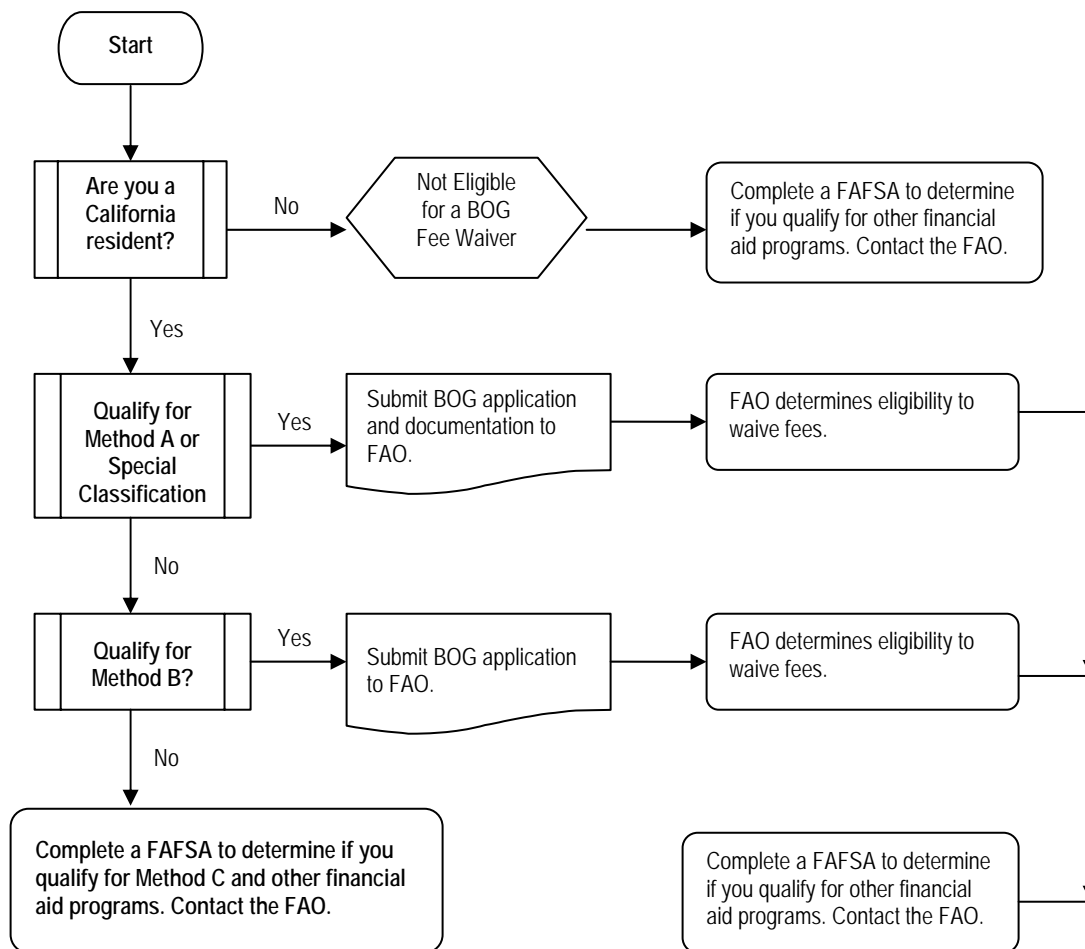 Start
Are you a
California
resident?
No
Not Eligible
for a BOG
Fee Waiver
Complete a FAFSA to determine
if you qualify for other financial
aid programs. Contact the FAO.
Yes
Qualify for
Method A or
Special
Classification
Yes
Submit BOG application
and documentation to
FAO.
FAO determines eligibility to
waive fees.
No
Qualify for
Method B?
Yes
Submit BOG application
to FAO.
FAO determines eligibility to
waive fees.
No
Complete a FAFSA to determine if you
qualify for Method C and other financial
aid programs. Contact the FAO.
Complete a FAFSA to determine
if you qualify for other financial
aid programs. Contact the FAO.